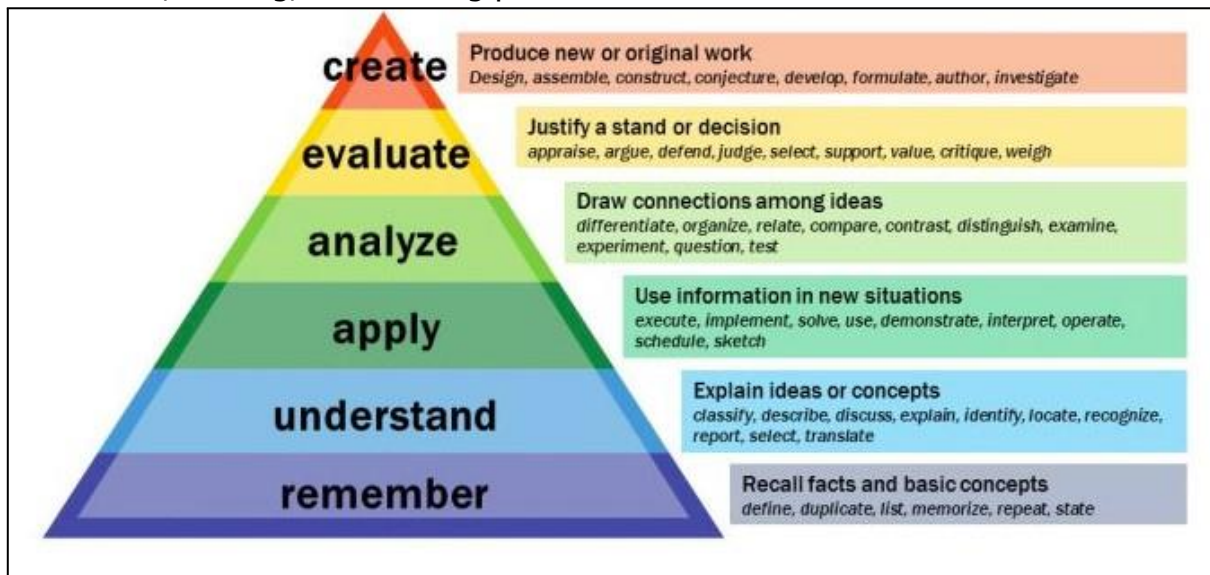 create
Produce new or original work
Design, assemble, construct, conjecture, develop, formulate, author, investigate
evaluate
Justify a stand or decision
appraise, argue, defend, judge, select, support, value, critique, weigh
analyze
Draw connections among ideas
differentiate, organize, relate, compare, contrast, distinguish, examine,
experiment, question, test
apply
Use information in new situations
execute, implement, solve, use, demonstrate, interpret, operate,
schedule, sketch
understand
Explain ideas or concepts
classify, describe, discuss, explain, identify, locate, recognize,
report, select, translate
remember
Recall facts and basic concepts
define, duplicate, list, memorize, repeat, state